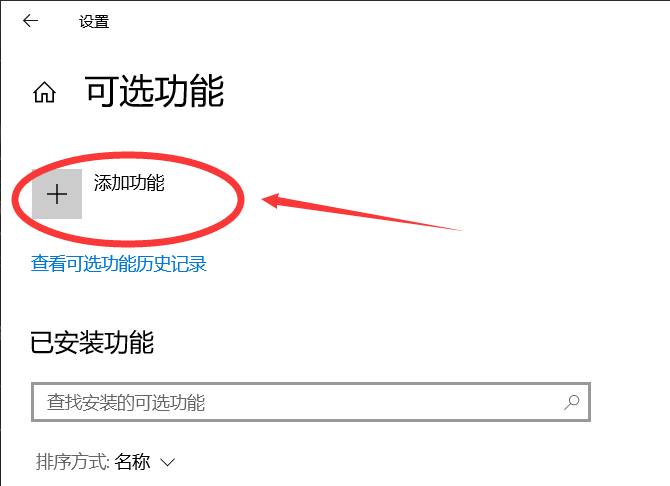 设置
可选功能
添加功能
查看可选功能历史记录
已安装功能
查找安装的可选功能
排序方式: 名称